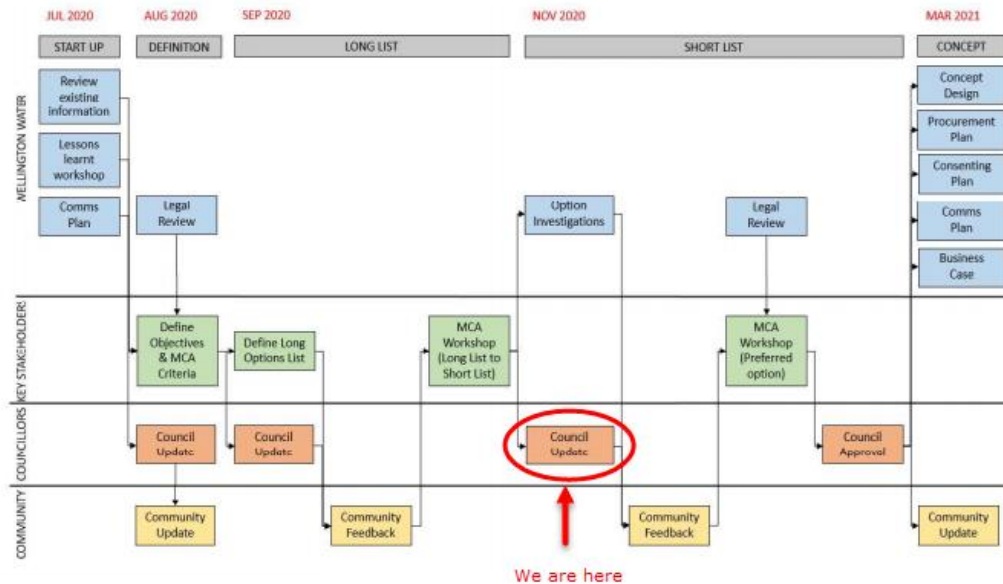 JUL 2020
AUG 2020
SEP 2020
NOV 2020
MAR 2021
START UP
DEFINITION
LONG LIST
SHORT LIST
CONCEPT
WELLINGTON WATER
Review
existing
information
Lessons
learnt
workshop
Comms
Plan
Legal
Review
Option
Investigations
Legal
Review
Concept
Design
Procurement
Plan
Consenting
Plan
Comms
Plan
Business
Case
KEY STAKEHOLDERS
Define
Objectives
& MCA
Criteria
Define Long
Options List
MCA
Workshop
(Long List to
Short List)
MCA
Workshop
(Preferred
option)
COUNCILLORS
Council
Update
Council
Update
Council
Update
Council
Approval
COMMUNITY
Community
Update
Community
Feedback
Community
Feedback
Community
Update
We are here